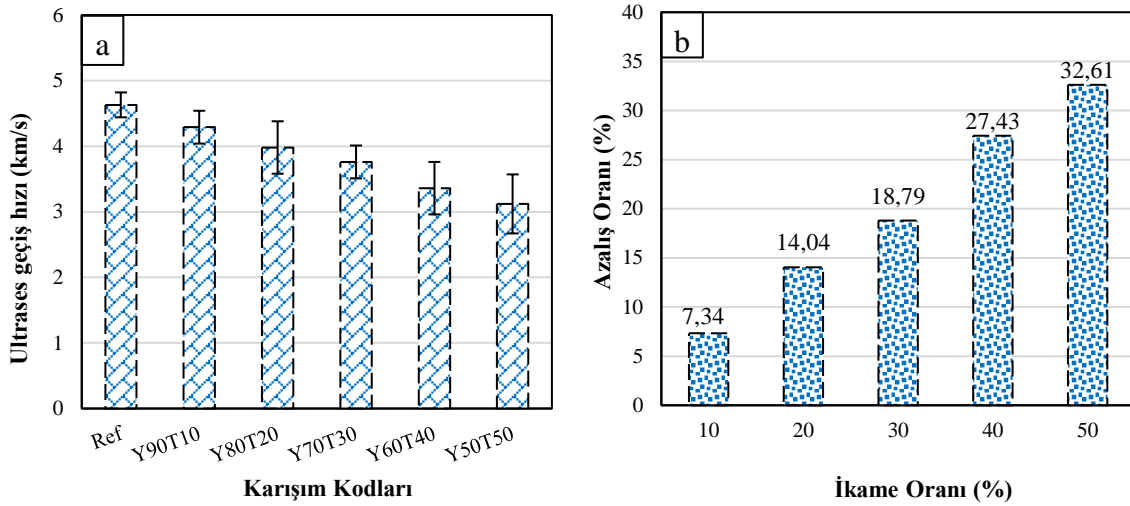 a
6
5
4
3
2
1
0
Ultrases geçiş hızı (km/s)
Ref
Y90T10
Y80T20
Y70T30
Y60T40
Y50T50
Karışım Kodları
b
40
35
30
25
20
15
10
5
0
Azalış Oranı (%)
7,34
14,04
18,79
27,43
32,61
10
20
30
40
50
İkame Oranı (%)